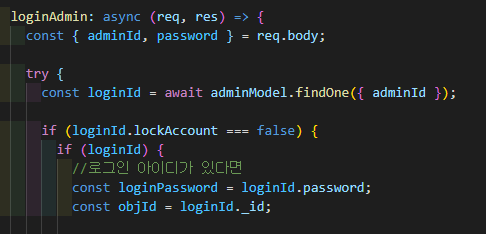 loginAdmin: async (req, res) => {
const { adminId, password } = req.body;
try {
const loginId = await adminModel.findOne({ adminId });
if (loginId.lockAccount === false) {
if (loginId) {
//로그인 아이디가 있다면
const loginPassword = loginId.password;
const objId = loginId._id;